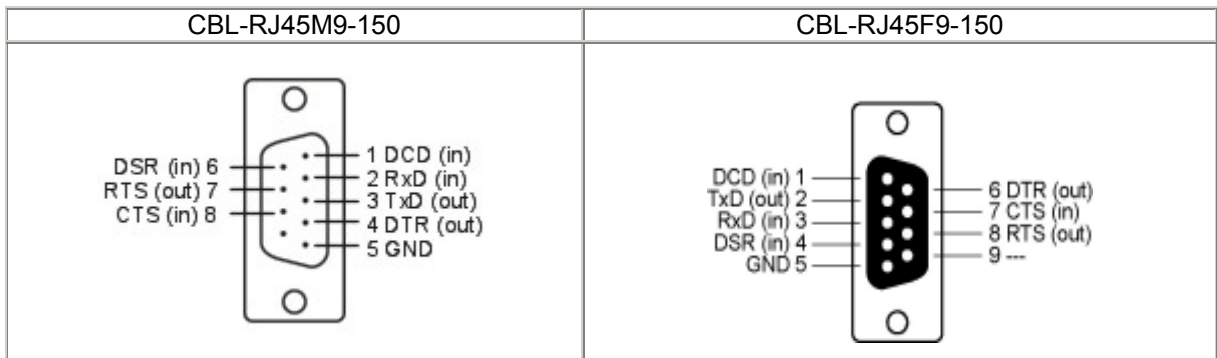 CBL-RJ45M9-150
CBL-RJ45F9-150
DSR (in) 6
RTS (out) 7
CTS (in) 8
1 DCD (in)
2 RxD (in)
3 TxD (out)
4 DTR (out)
5 GND
DCD (in) 1
TxD (out) 2
RxD (in) 3
DSR (in) 4
GND 5
6 DTR (out)
7 CTS (in)
8 RTS (out)
9 ---